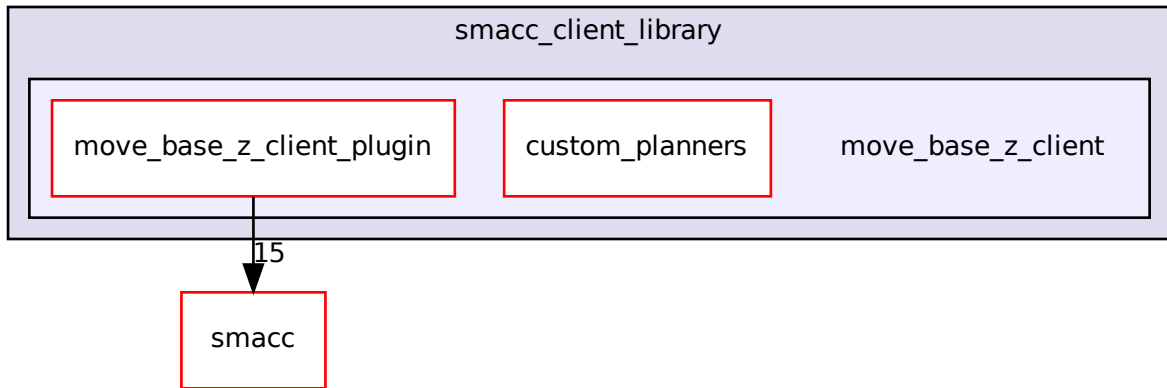 smacc_client_library
move_base_z_client_plugin
custom_planners
move_base_z_client
15
smacc